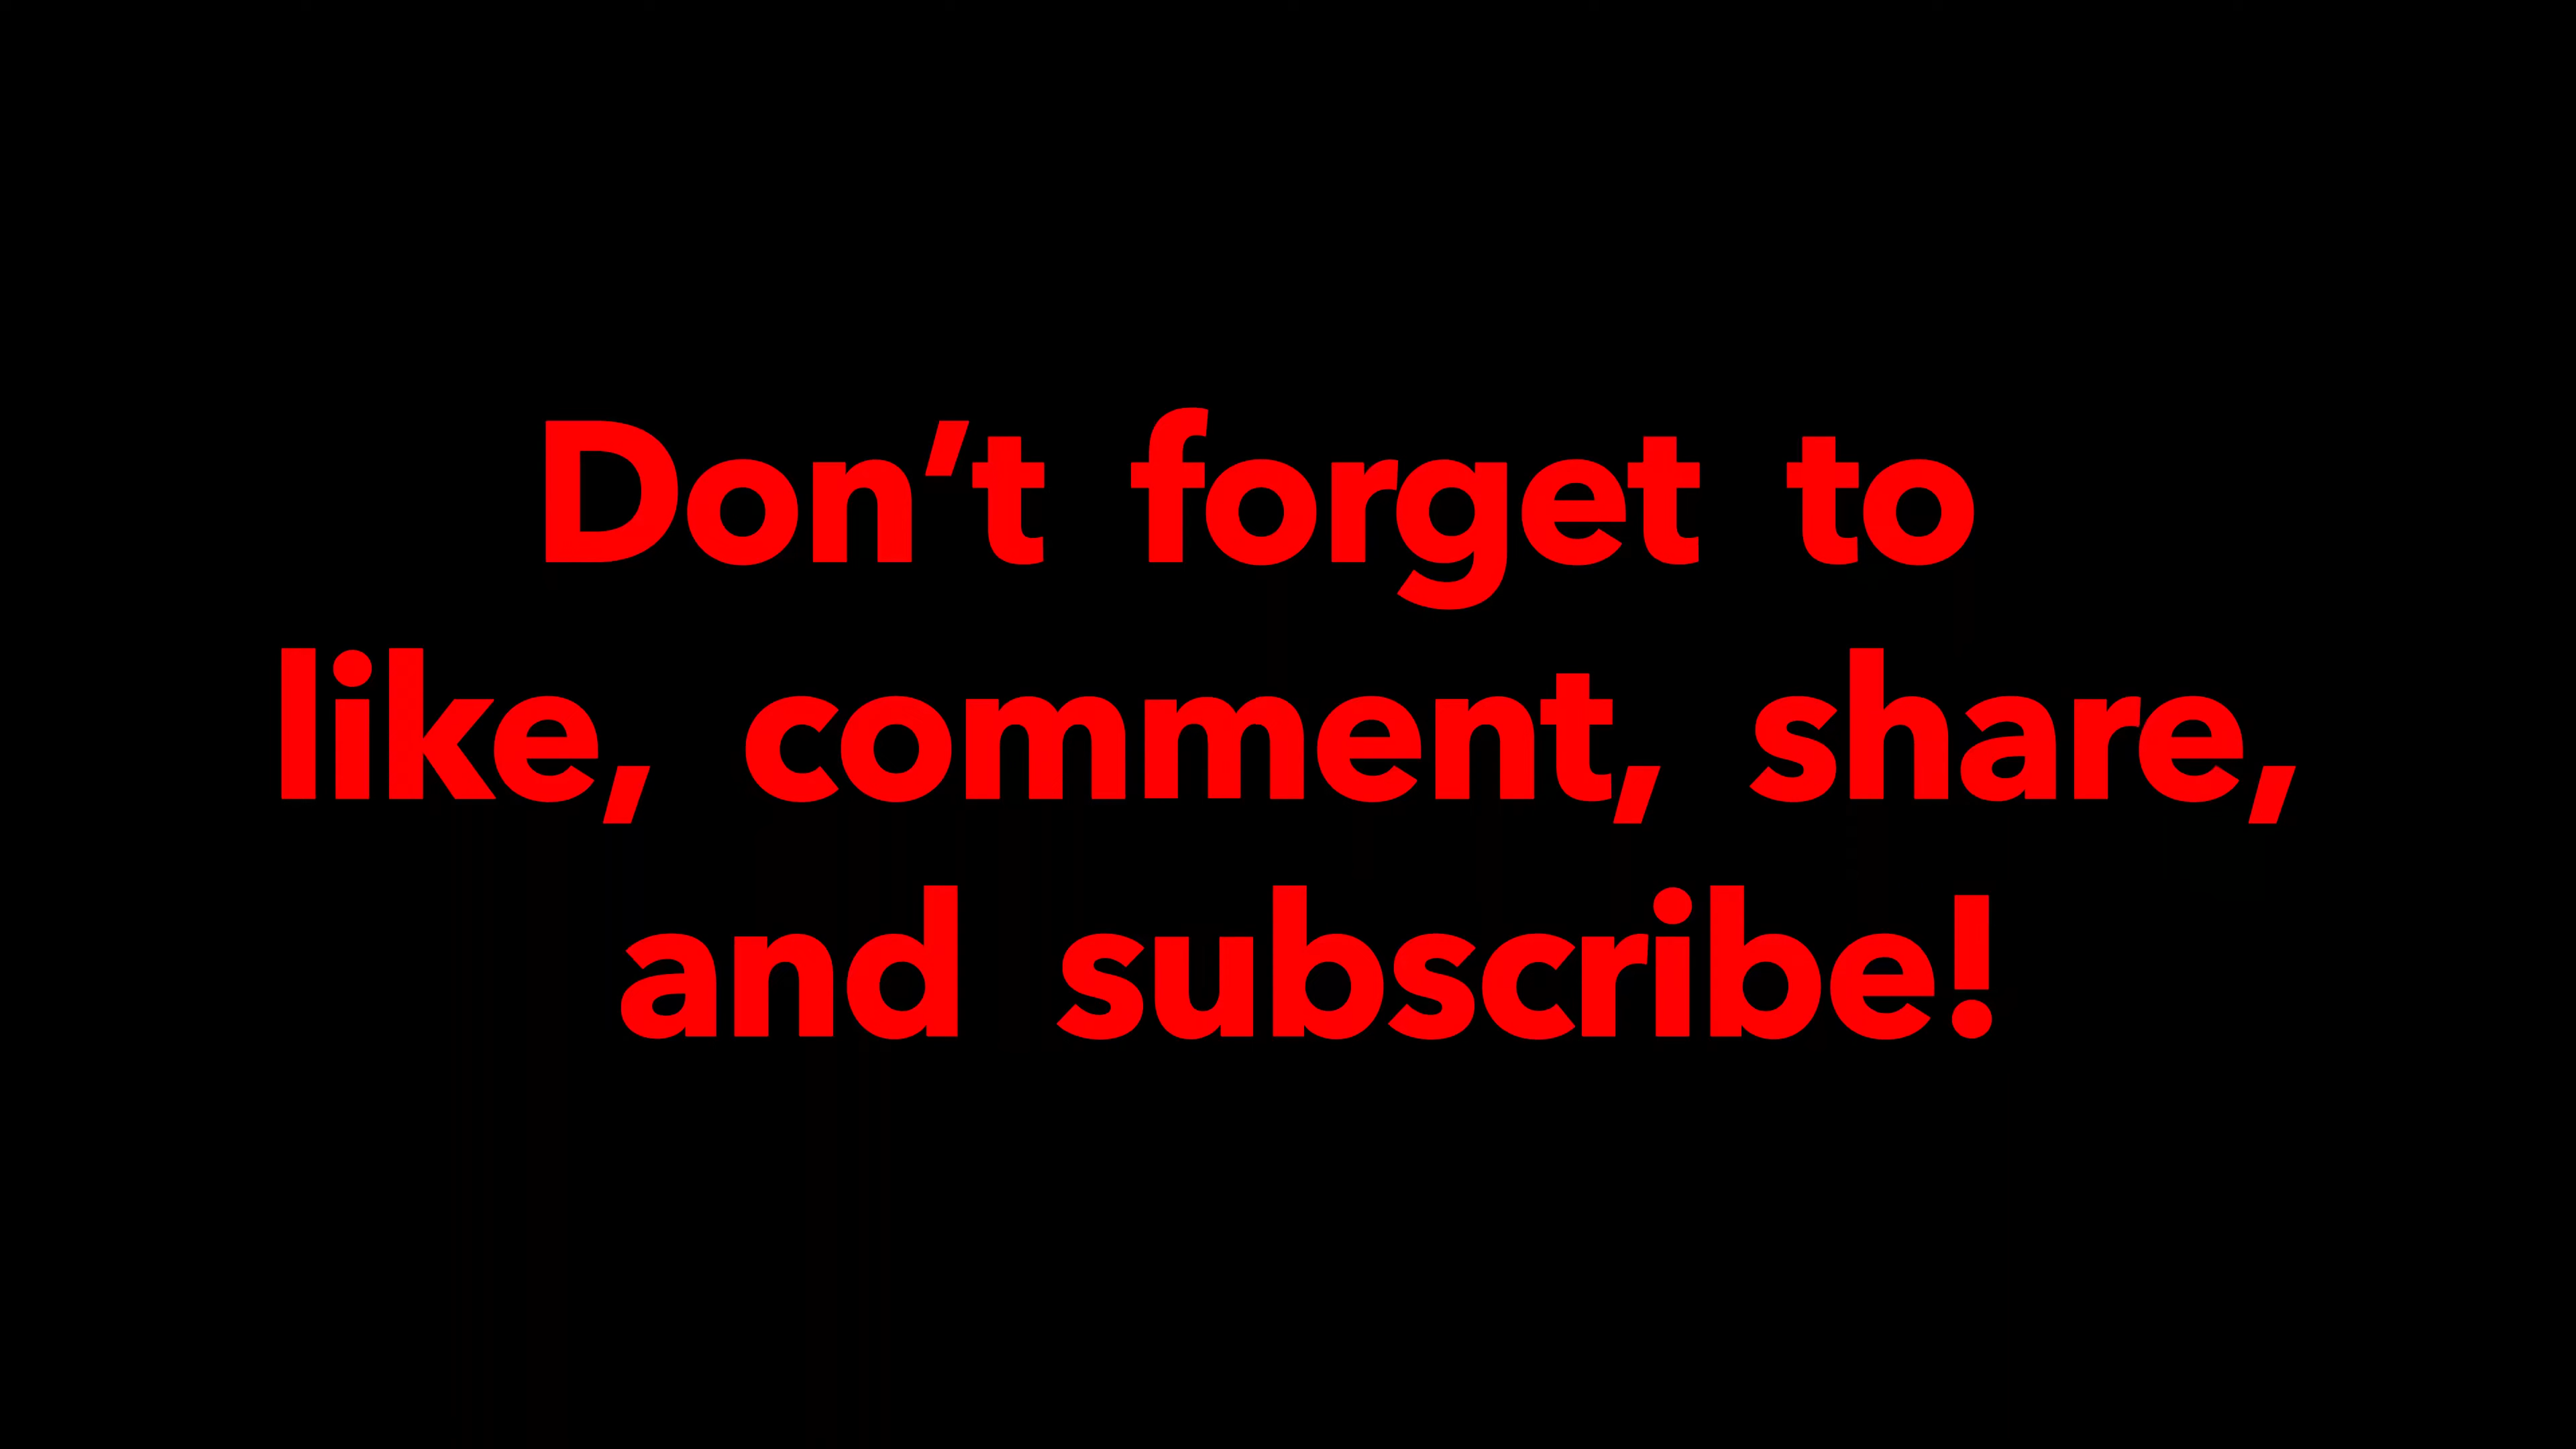 Don’t forget to
like, comment, share,
and subscribe!